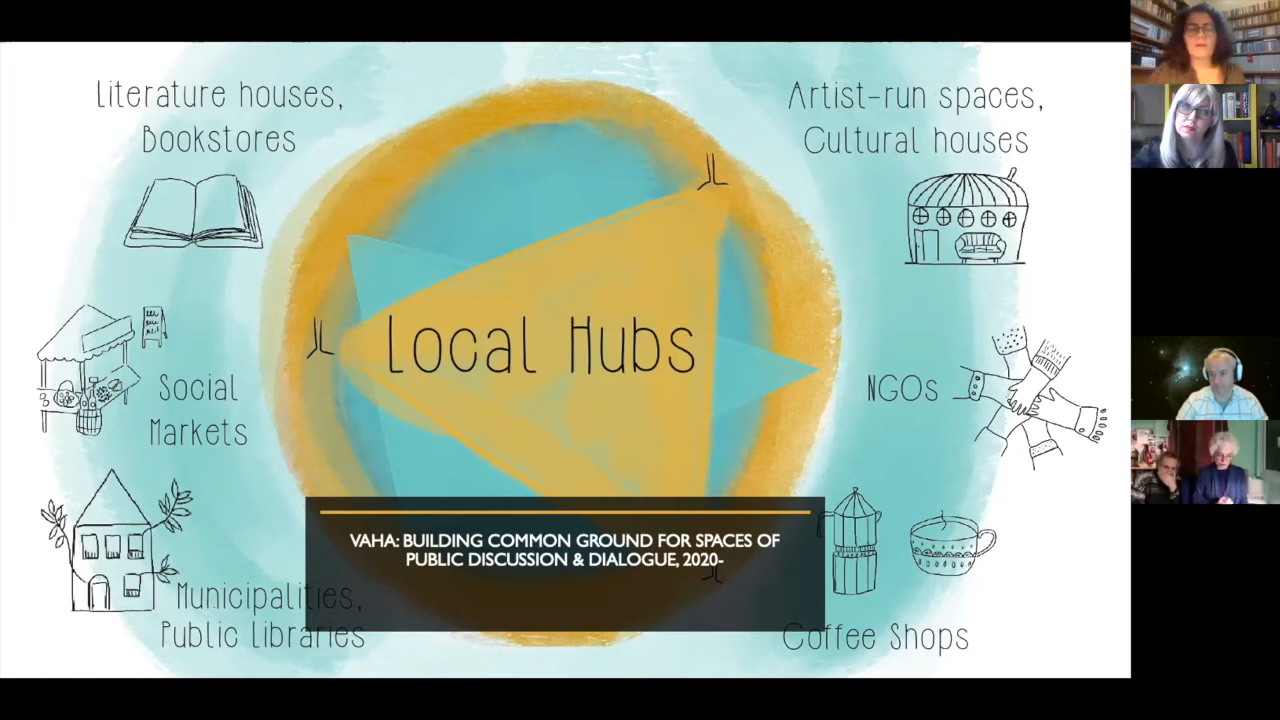 Literature houses,
Bookstores
Artist-run spaces,
Cultural houses
Local Hubs
Social
Markets
NGOs
VAHA: BUILDING COMMON GROUND FOR SPACES OF
PUBLIC DISCUSSION & DIALOGUE, 2020-
Municipalities,
Public libraries
Coffee Shops